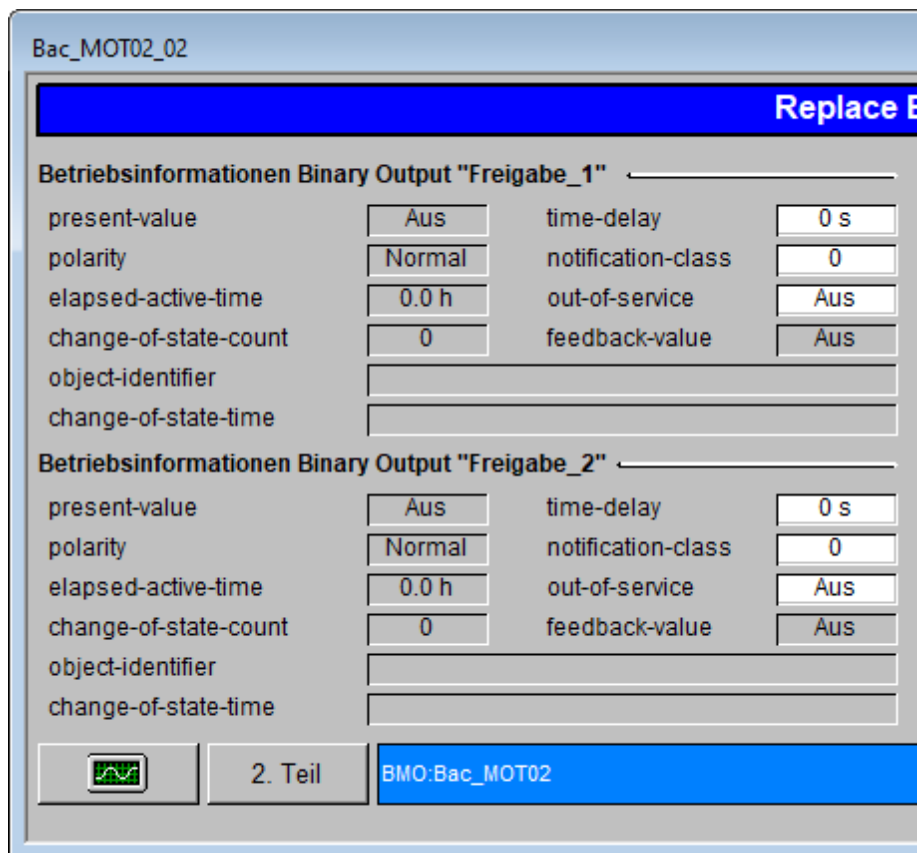 Bac_MOT02_02
Replace
Betriebsinformationen Binary Output "Freigabe_1"
present-value Aus time-delay 0 s
polarity Normal notification-class 0
elapsed-active-time 0.0 h out-of-service Aus
change-of-state-count 0 feedback-value Aus
object-identifier
change-of-state-time
Betriebsinformationen Binary Output "Freigabe_2"
present-value Aus time-delay 0 s
polarity Normal notification-class 0
elapsed-active-time 0.0 h out-of-service Aus
change-of-state-count 0 feedback-value Aus
object-identifier
change-of-state-time
2. Teil BMO:Bac_MOT02